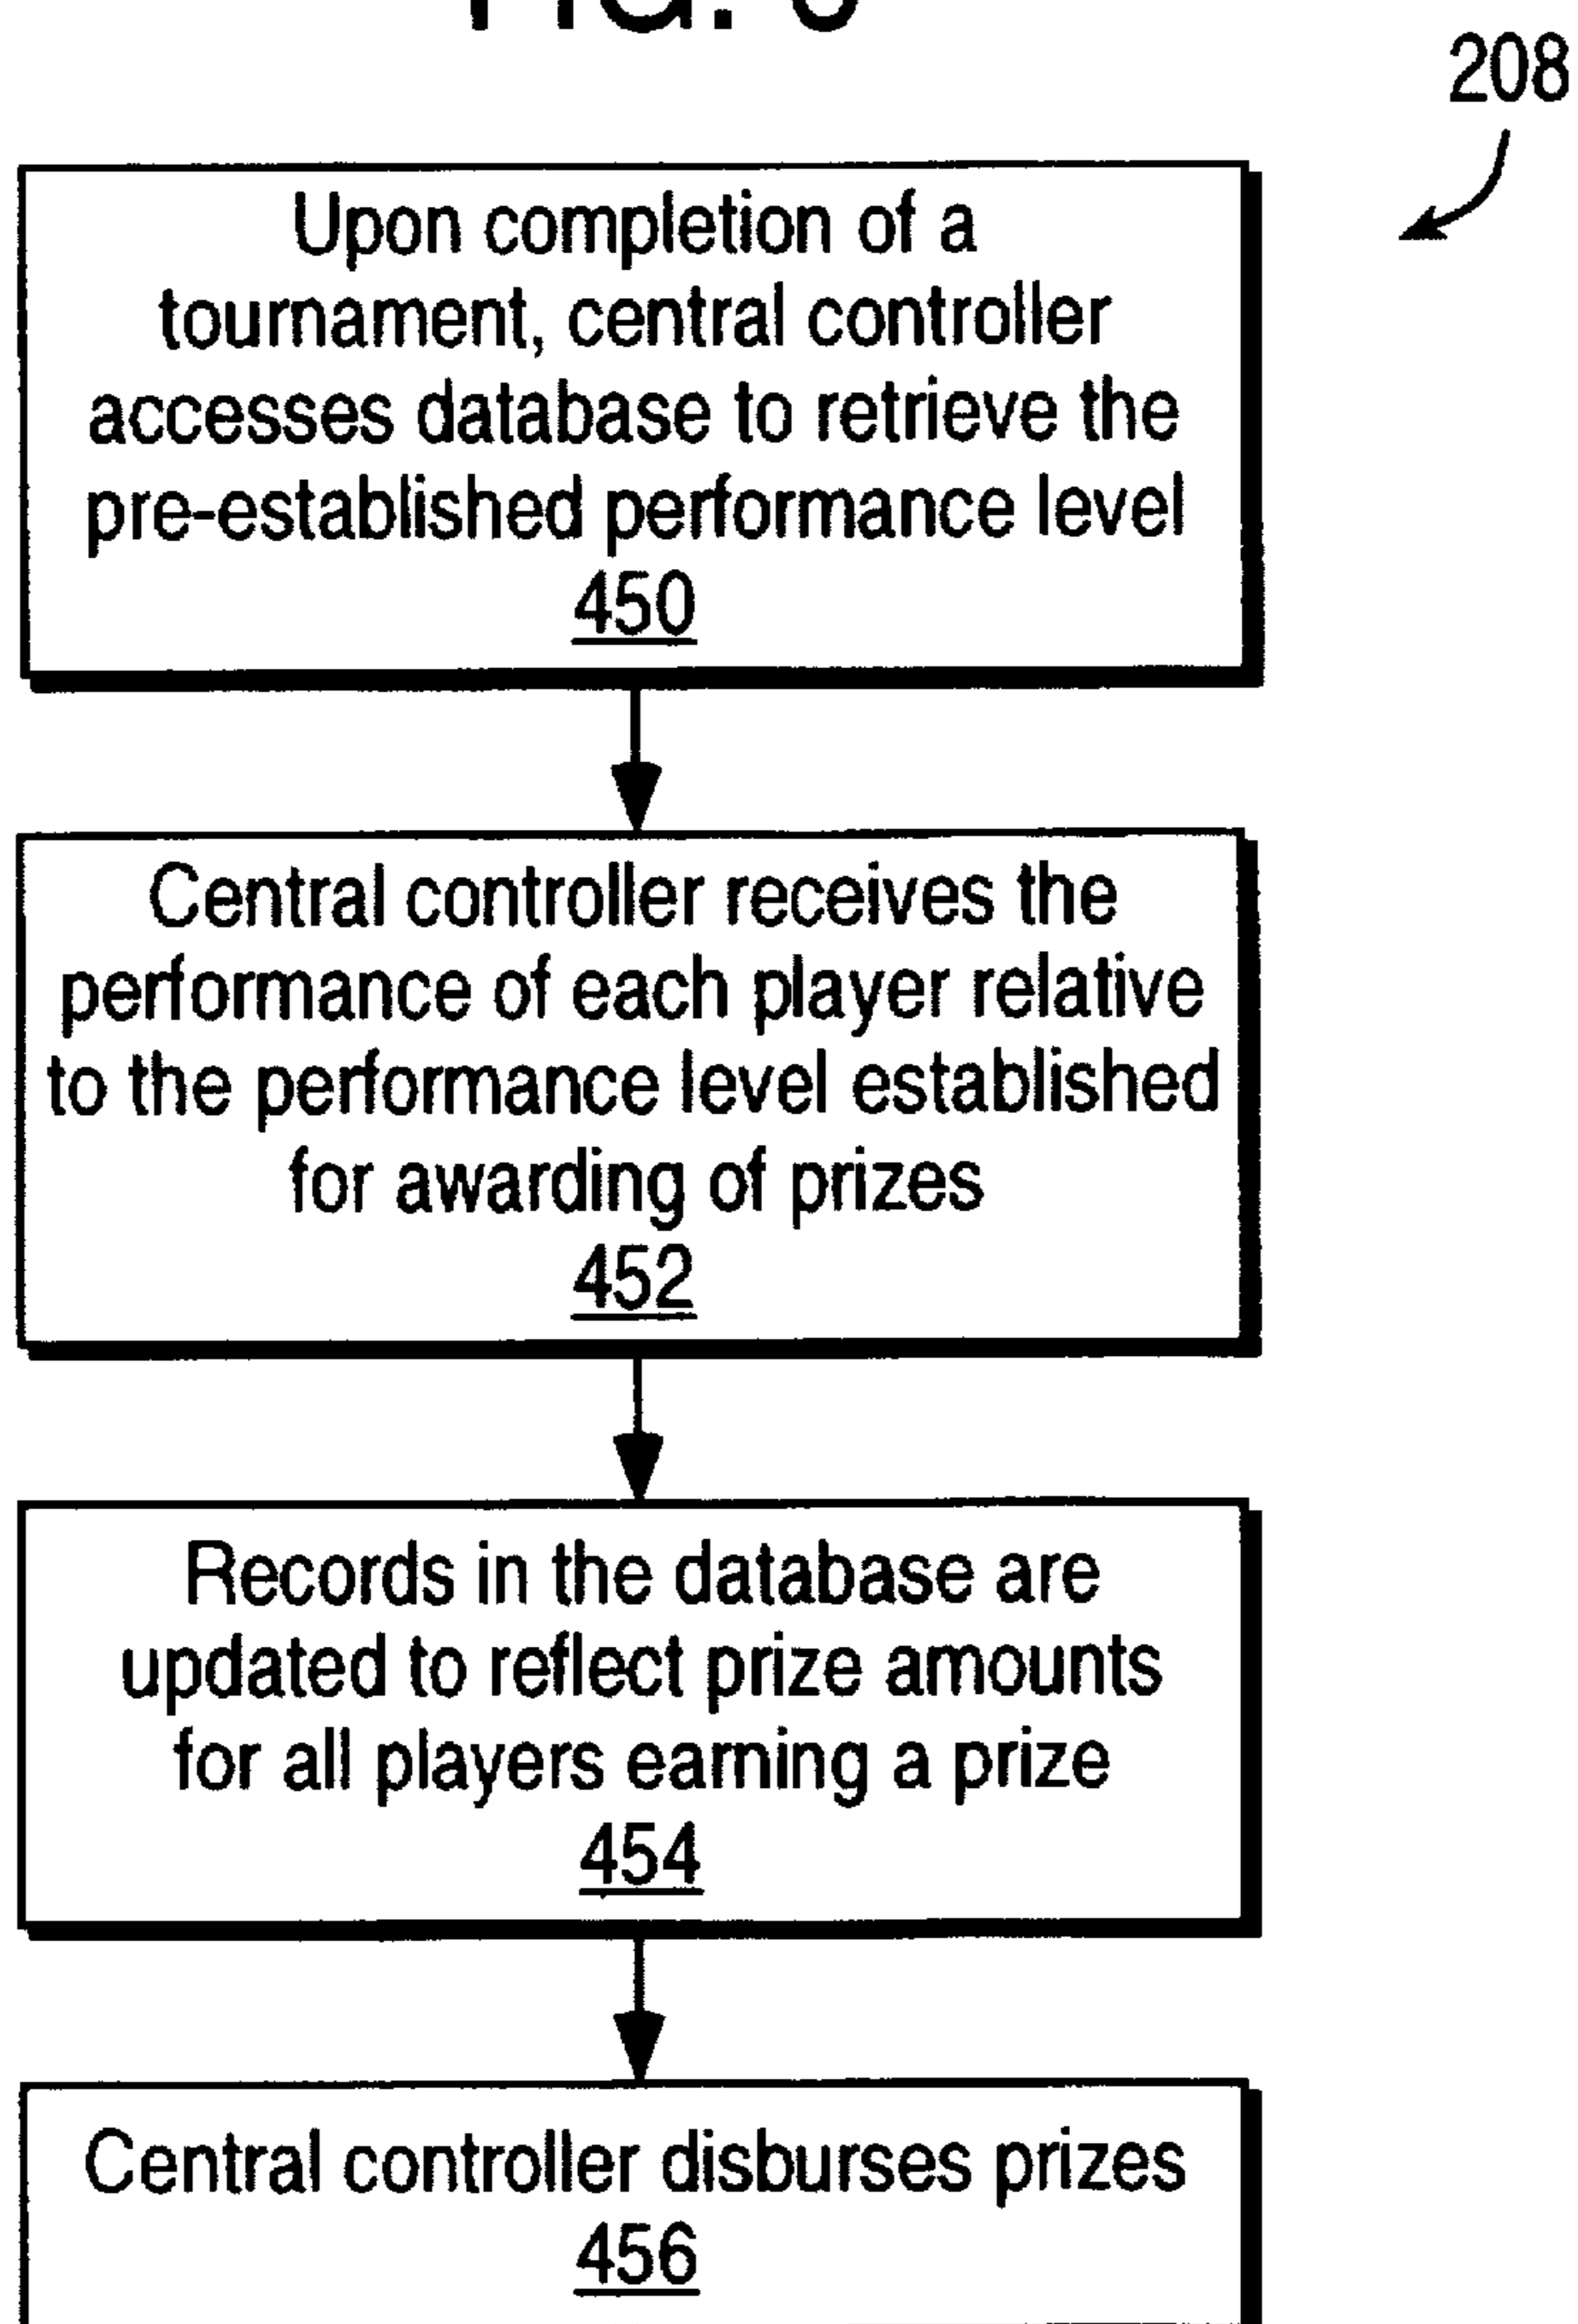 FIG.
208
Upon completion of a
tournament, central controller
accesses database to retrieve the
pre-established performance level
450
Central controller receives the
performance of each player relative
to the performance level established
for awarding of prizes
452
Records in the database are
updated to reflect prize amounts
for all players earning a prize
454
Central controller disburses prizes
456